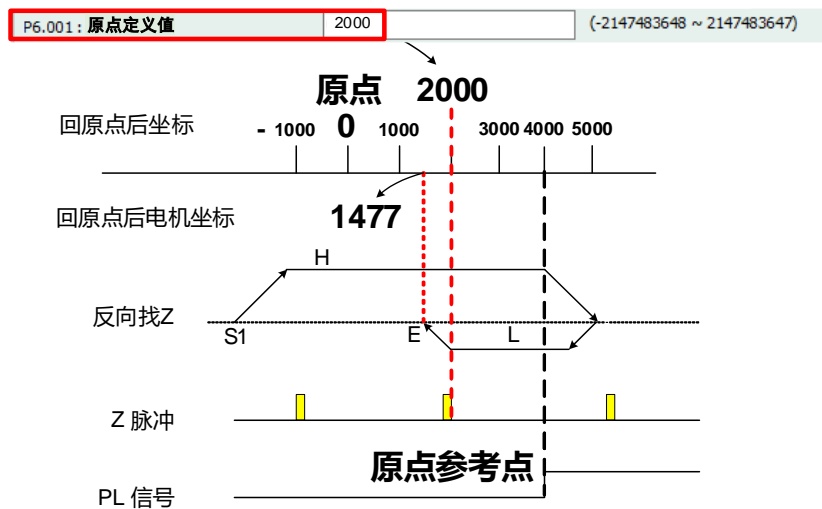 P6.001: 原点定义值 2000 (-2147483648 ~ 2147483647)
原点 2000
回原点后坐标 - 1000 0 1000 3000 4000 5000
回原点后电机坐标 1477
H
反向找Z
S1 E L
Z 脉冲
原点参考点
PL 信号